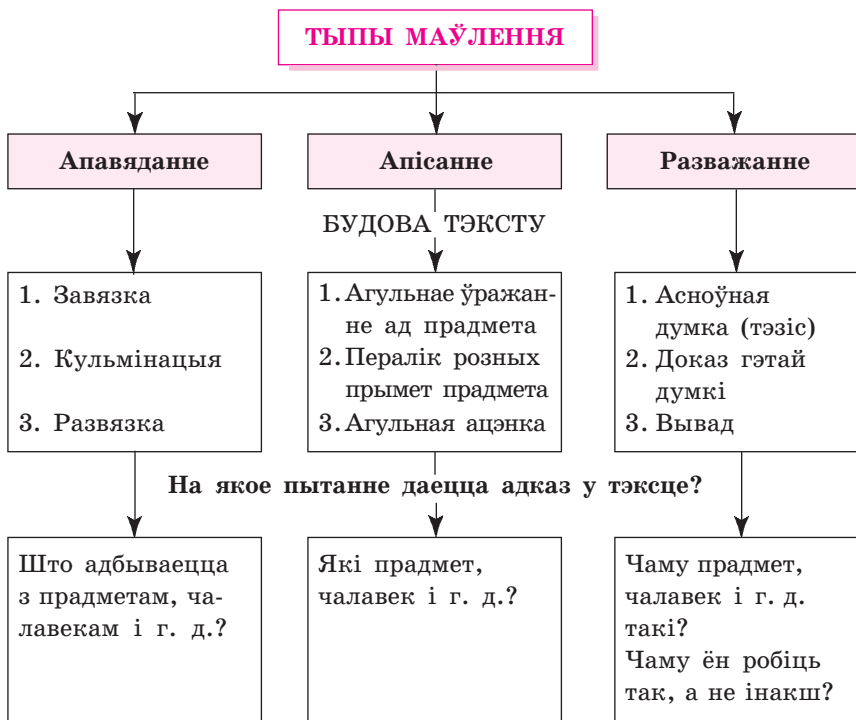 ТЫПЫ МАЎЛЕННЯ
Апавяданне
Апісанне
Разважанне
БУДОВА ТЭКСТУ
1. Завязка
2. Кульмінацыя
3. Развязка
1. Агульнае ўражан-
не ад прадмета
2. Пералік розных
прымет прадмета
3. Агульная ацэнка
1. Асноўная
думка (тэзіс)
2. Доказ гэтай
думкі
3. Вывад
На якое пытанне даецца адказ у тэксце?
Што адбываецца
з прадметам, ча-
лавекам і г. д.?
Які прадмет,
чалавек і г. д.?
Чаму прадмет,
чалавек і г. д.
такі?
Чаму ён робіць
так, а не інакш?